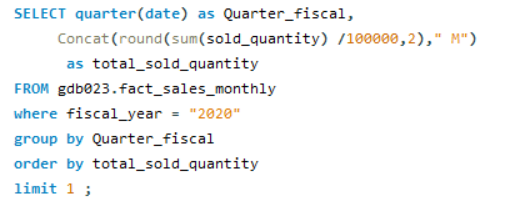 SELECT quarter(date) as Quarter_fiscal,
Concat(round(sum(sold_quantity) /100000,2)," M")
as total_sold_quantity
FROM gdb023.fact_sales_monthly
where fiscal_year = "2020"
group by Quarter_fiscal
order by total_sold_quantity
limit 1 ;